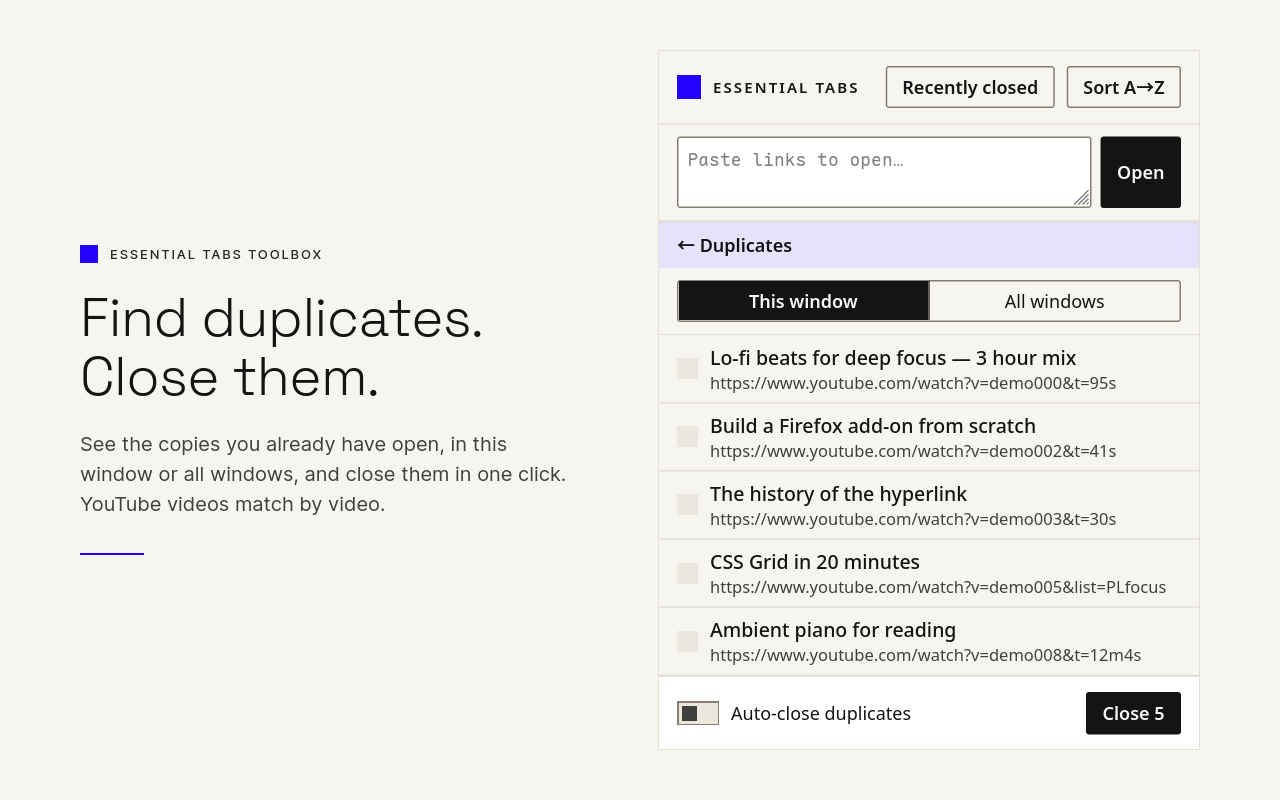 ESSENTIAL TABS TOOLBOX
Find duplicates.
Close them.
See the copies you already have open, in this
window or all windows, and close them in one click.
YouTube videos match by video.
ESSENTIAL TABS
Recently closed
Sort A→Z
Paste links to open…
Open
← Duplicates
This window
All windows
Lo-fi beats for deep focus — 3 hour mix
https://www.youtube.com/watch?v=demo000&t=95s
Build a Firefox add-on from scratch
https://www.youtube.com/watch?v=demo002&t=41s
The history of the hyperlink
https://www.youtube.com/watch?v=demo003&t=30s
CSS Grid in 20 minutes
https://www.youtube.com/watch?v=demo005&list=PLfocus
Ambient piano for reading
https://www.youtube.com/watch?v=demo008&t=12m4s
Auto-close duplicates
Close 5